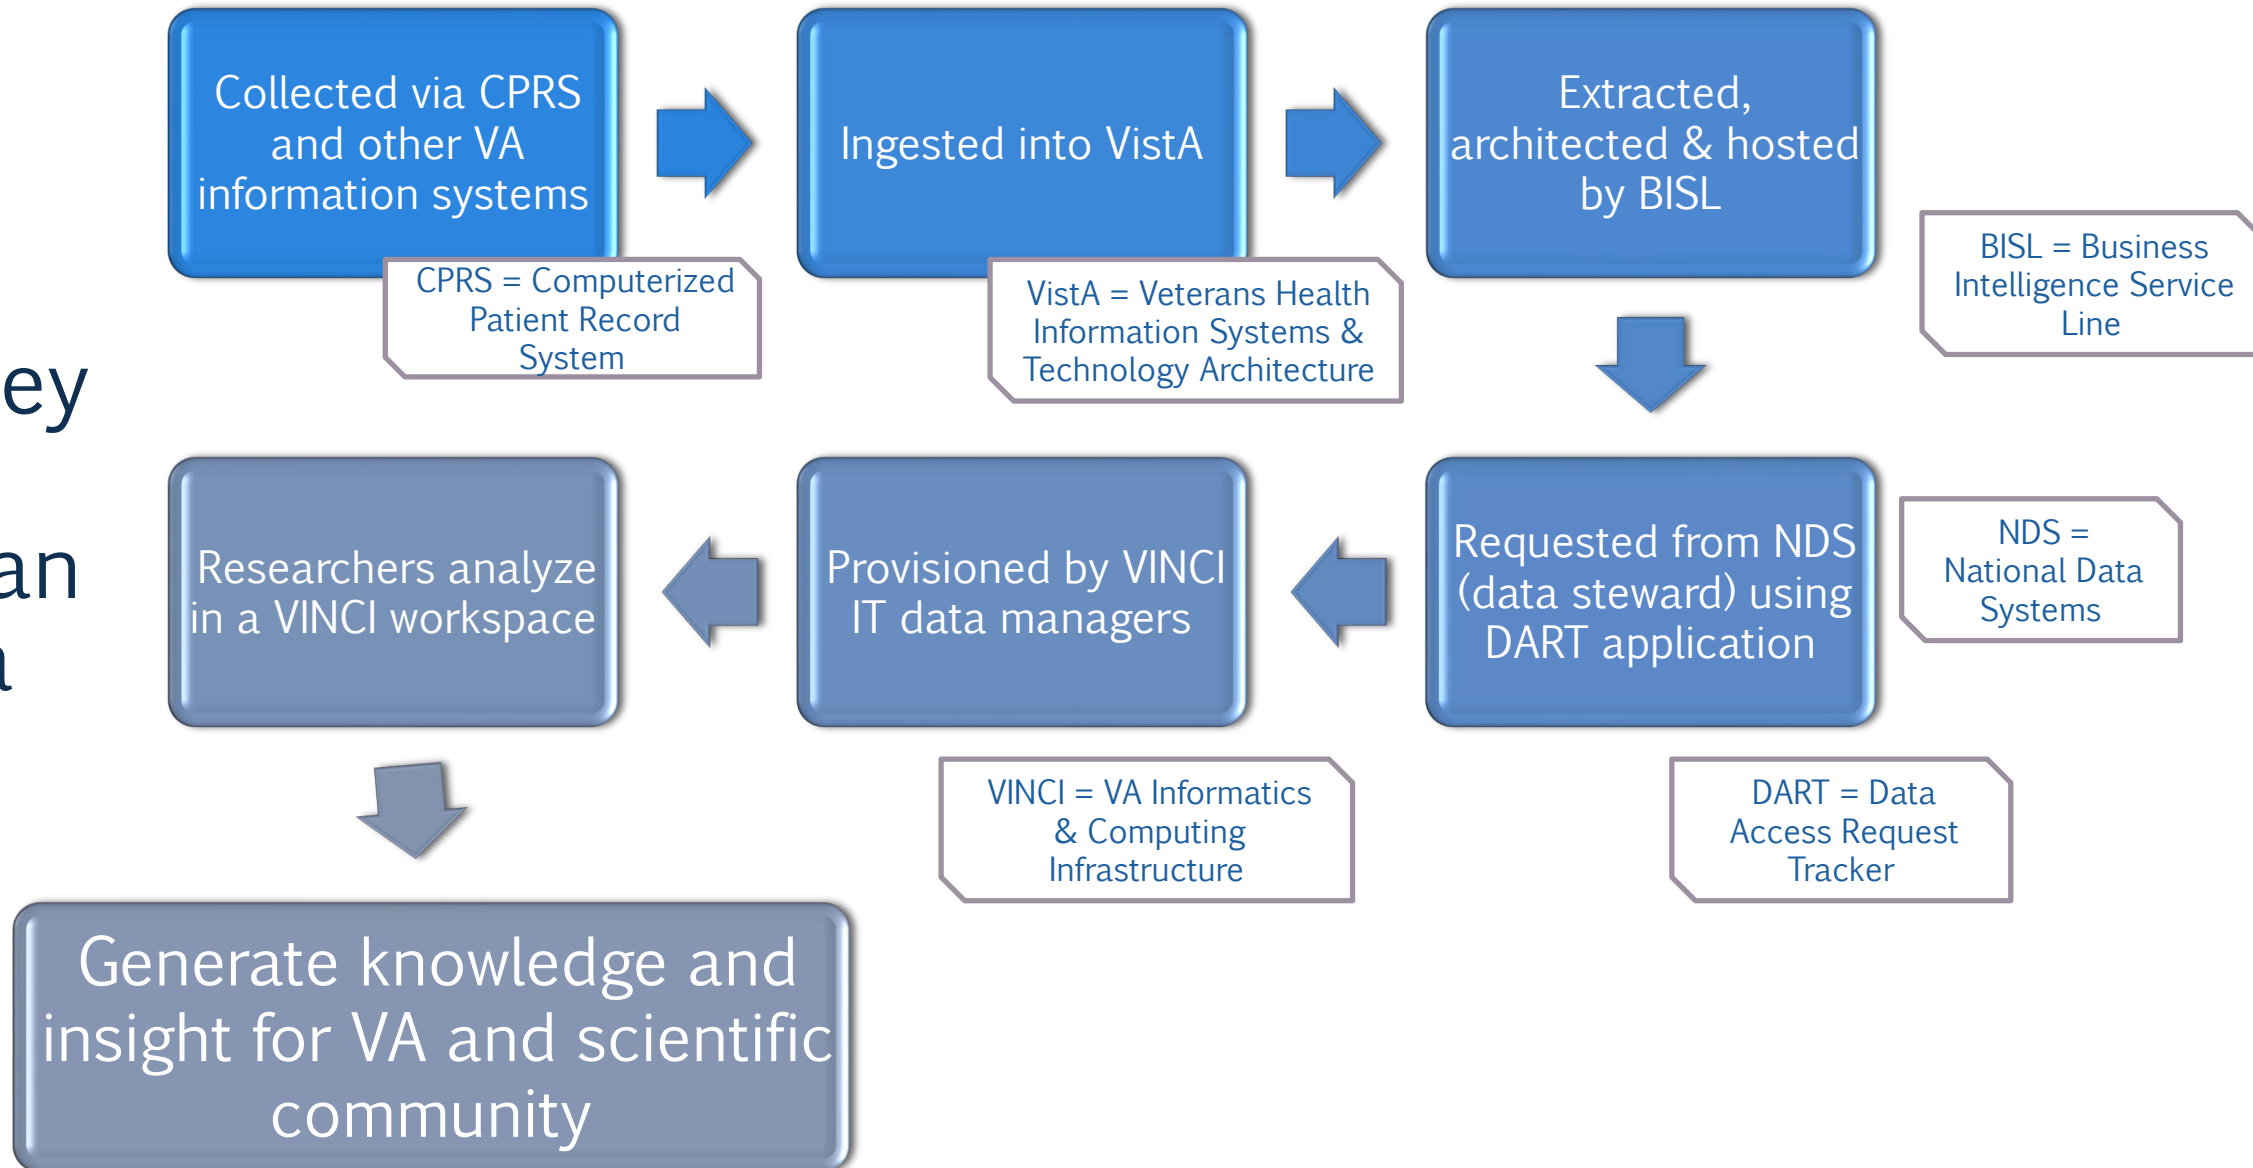 Collected via CPRS
and other VA
information systems
CPRS = Computerized
Patient Record
System
Ingested into VistA
VistA = Veterans Health
Information Systems &
Technology Architecture
Extracted,
architected & hosted
by BISL
BISL = Business
Intelligence Service
Line
ey
an
a
Requested from NDS
(data steward) using
DART application
NDS =
National Data
Systems
DART = Data
Access Request
Tracker
Provisioned by VINCI
IT data managers
VINCI = VA Informatics
& Computing
Infrastructure
Researchers analyze
in a VINCI workspace
Generate knowledge and
insight for VA and scientific
community